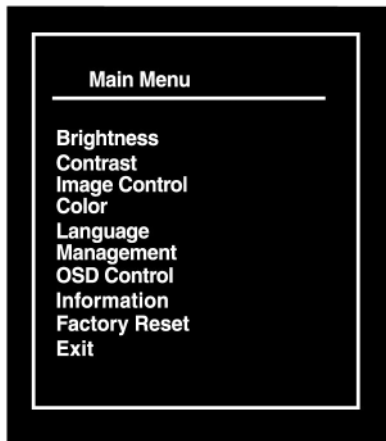 Main Menu
Brightness
Contrast
Image Control
Color
Language
Management
OSD Control
Information
Factory Reset
Exit